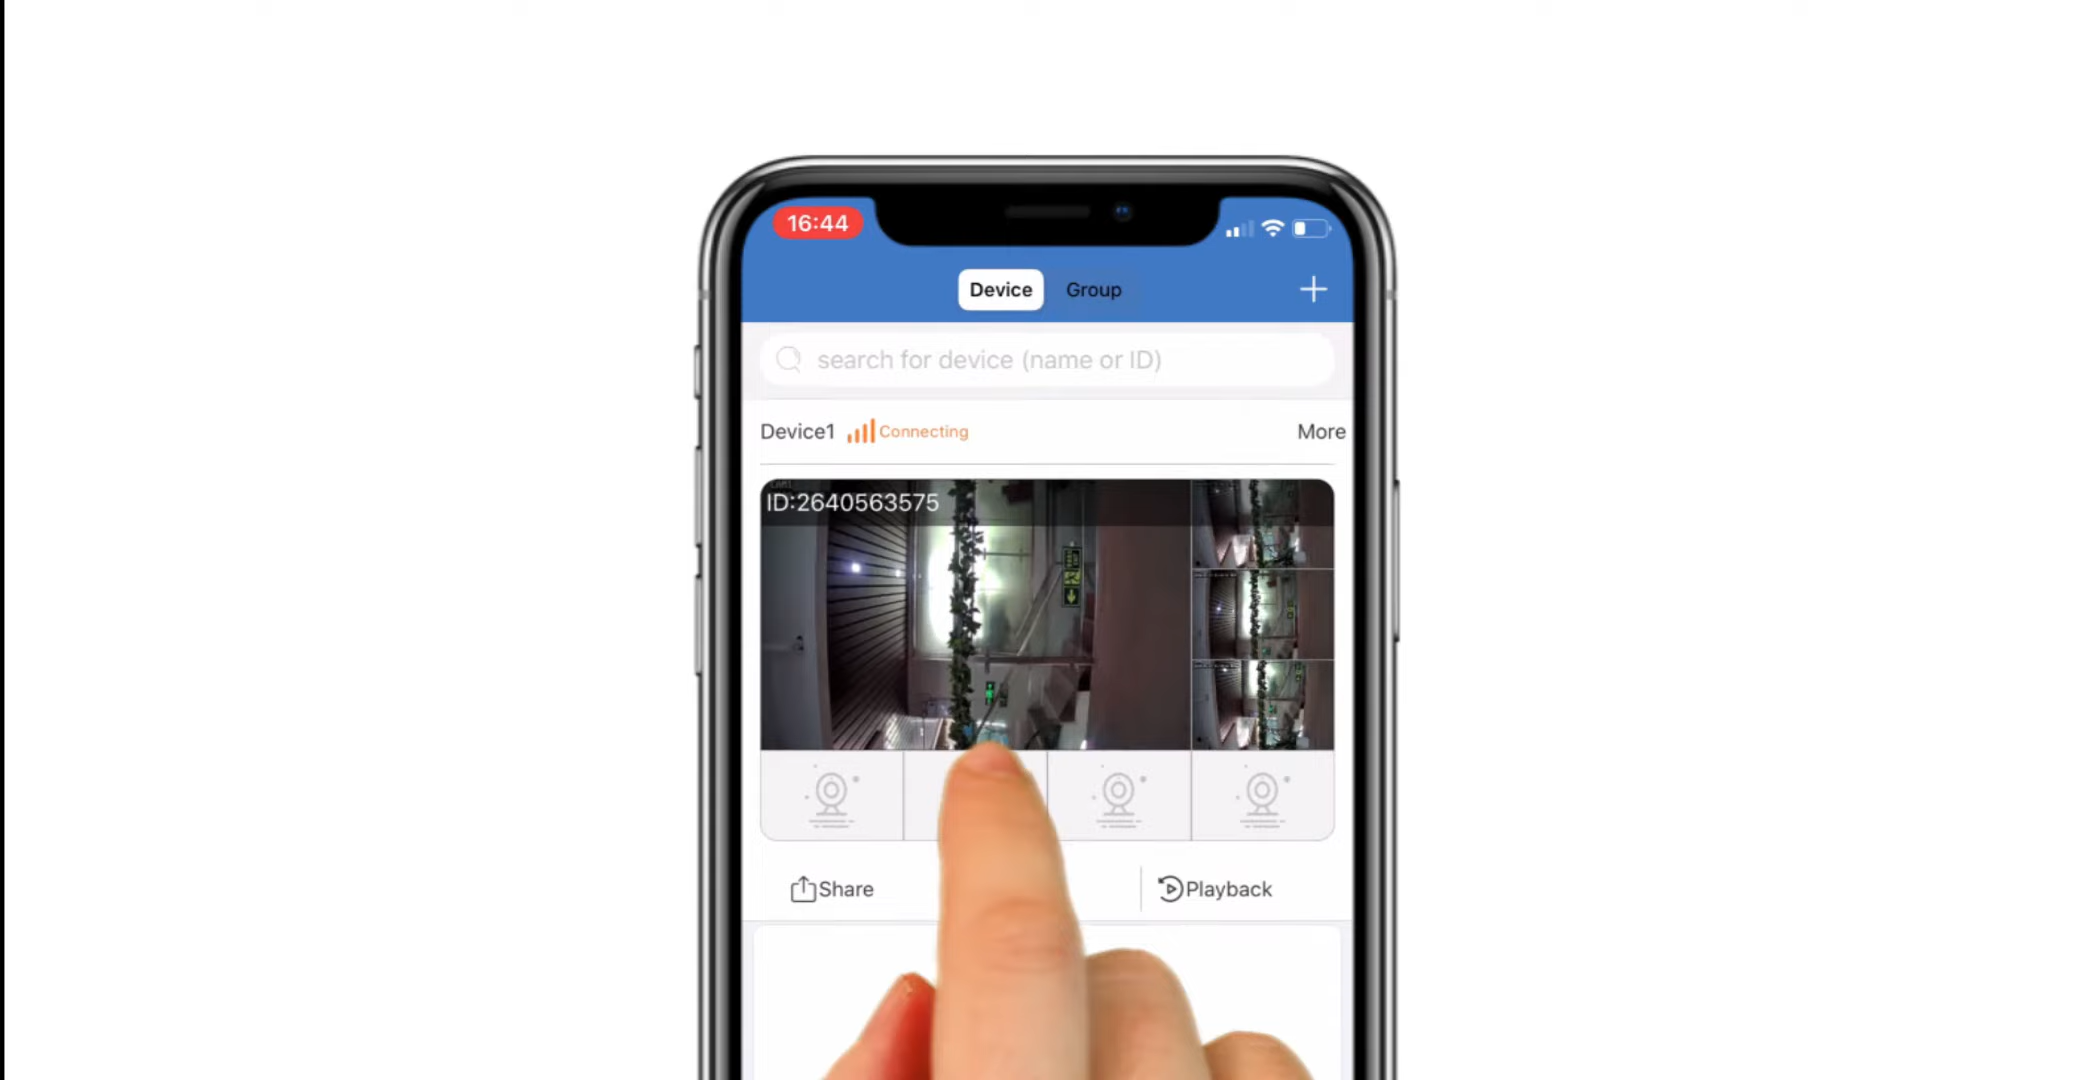 16:44
Device Group
search for device (name or ID)
Device1 Connecting More
ID:2640563575
Share Playback